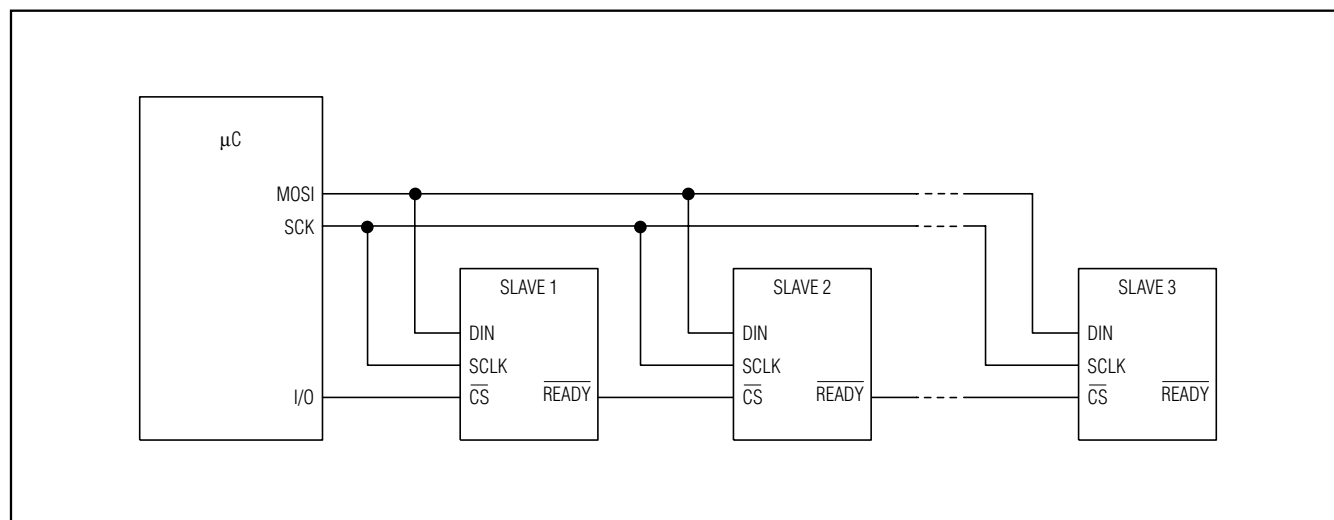 μC
MOSI
SCK
I/O
SLAVE 1
DIN
SCLK
CS
READY
SLAVE 2
DIN
SCLK
CS
READY
SLAVE 3
DIN
SCLK
CS
READY